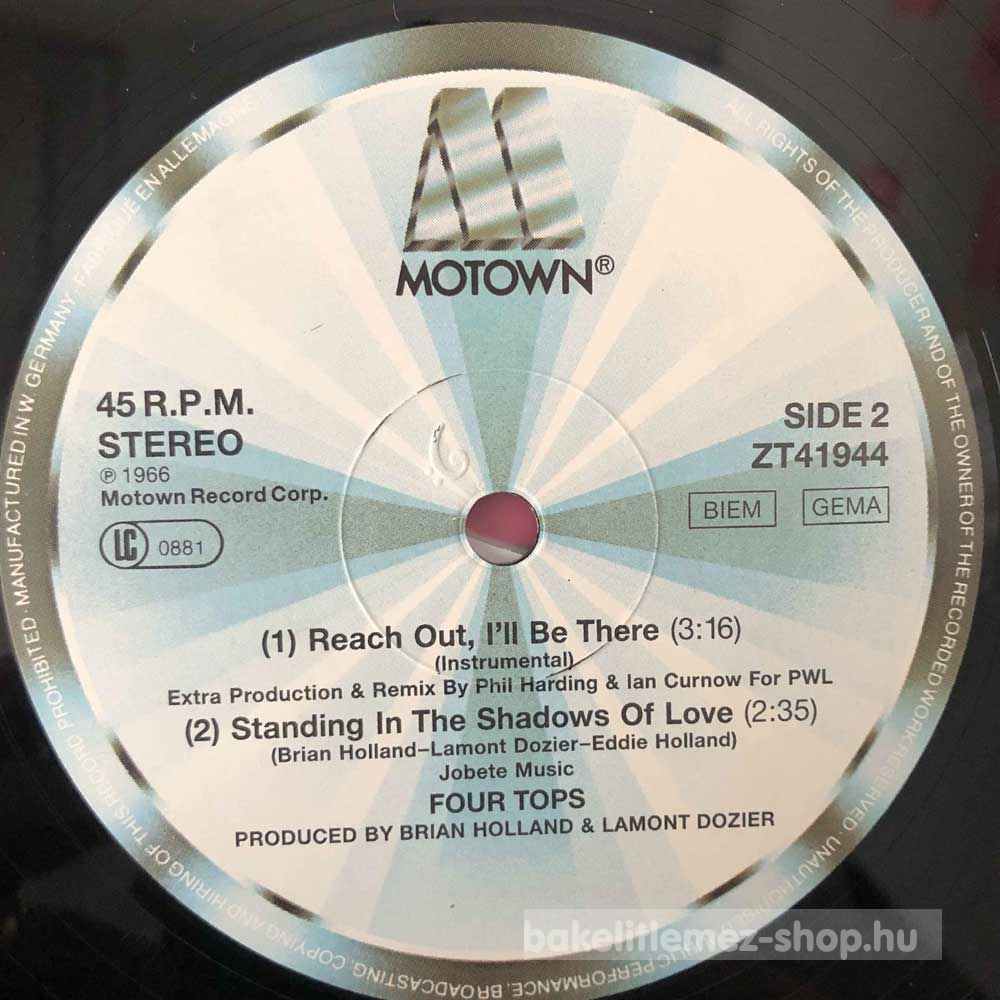 MOTOWN®
45 R.P.M.
STEREO
℗ 1966
Motown Record Corp.
LC 0881
SIDE 2
ZT41944
BIEM GEMA
(1) Reach Out, I'll Be There (3:16)
(Instrumental)
Extra Production & Remix By Phil Harding & Ian Curnow For PWL
(2) Standing In The Shadows Of Love (2:35)
(Brian Holland–Lamont Dozier–Eddie Holland)
Jobete Music
FOUR TOPS
PRODUCED BY BRIAN HOLLAND & LAMONT DOZIER
ALL RIGHTS OF THE PRODUCER AND OF THE OWNER OF THE RECORDED WORK RESERVED · COPYING AND HIRING OF THIS RECORD PROHIBITED · MANUFACTURED IN W GERMANY · EN ALLEMAGNE
PUBLIC PERFORMANCE, BROADCASTING,
bakelitlemez-shop.hu